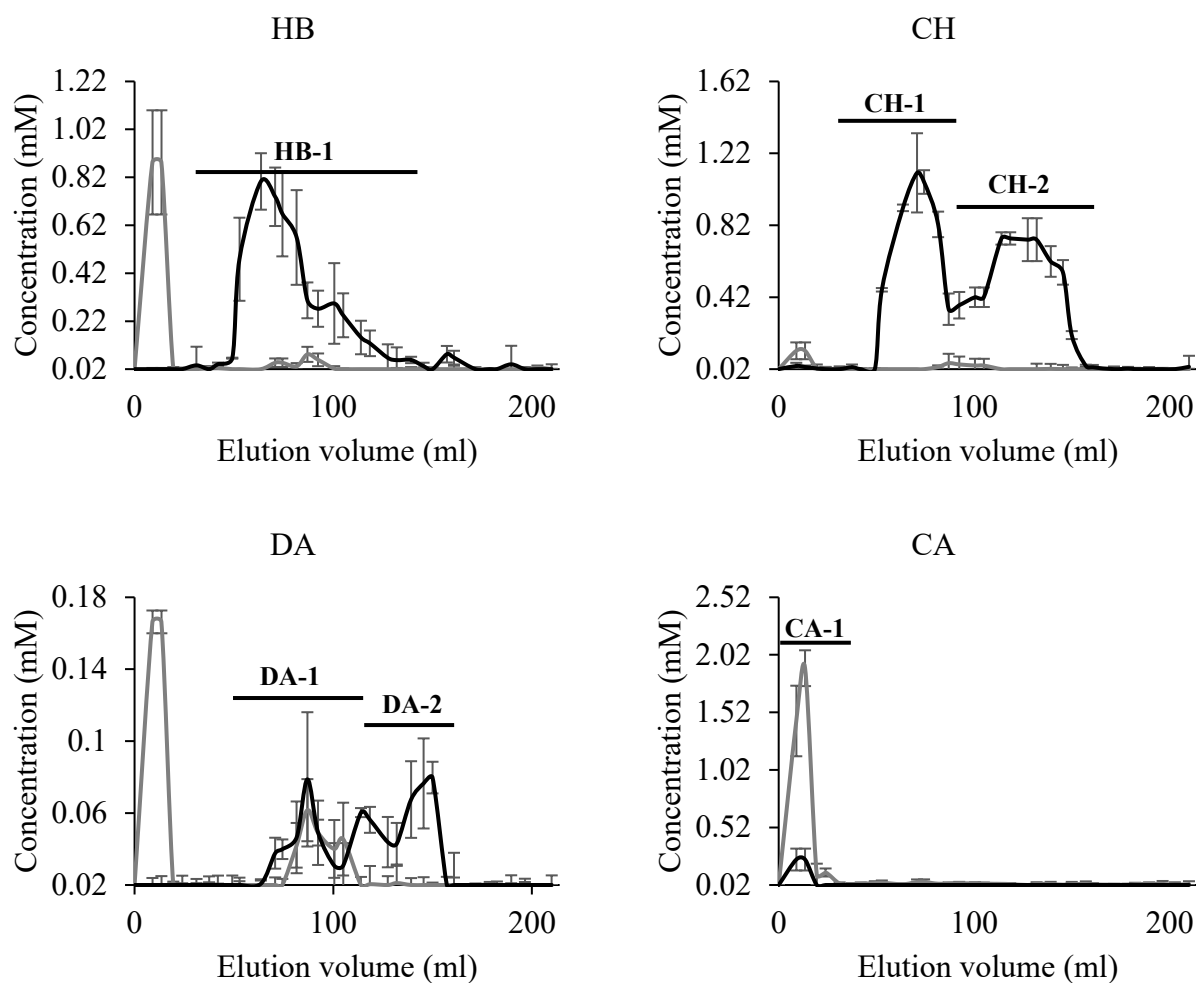 HB
Concentration (mM)
1.22
1.02
0.82
0.62
0.42
0.22
0.02
HB-1
0 100 200
Elution volume (ml)
CH
Concentration (mM)
1.62
1.22
0.82
0.42
0.02
CH-1
CH-2
0 100 200
Elution volume (ml)
DA
Concentration (mM)
0.18
0.14
0.1
0.06
0.02
DA-1
DA-2
0 100 200
Elution volume (ml)
CA
Concentration (mM)
2.52
2.02
1.52
1.02
0.52
0.02
CA-1
0 100 200
Elution volume (ml)